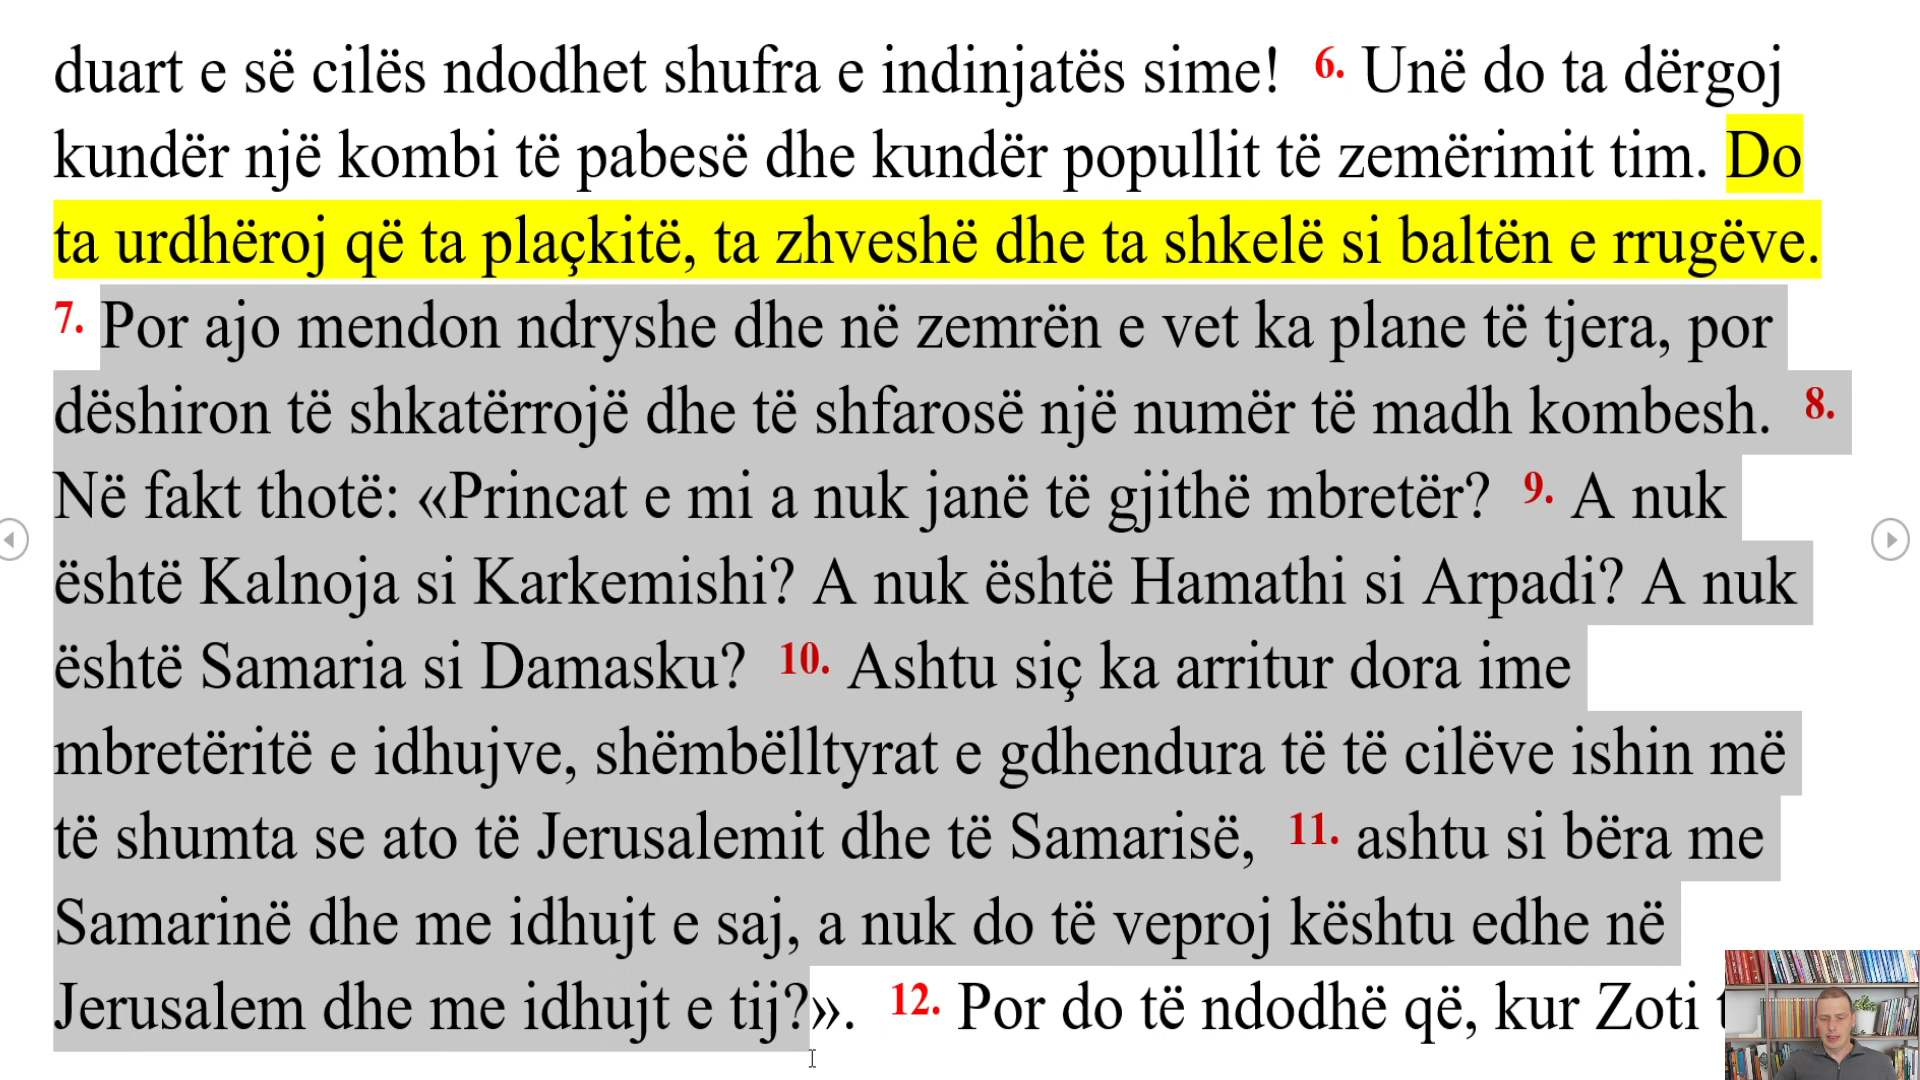 duart e së cilës ndodhet shufra e indinjatës sime! 6. Unë do ta dërgoj
kundër një kombi të pabesë dhe kundër popullit të zemërimit tim. Do
ta urdhëroj që ta plaçkitë, ta zhveshë dhe ta shkelë si baltën e rrugëve.
7. Por ajo mendon ndryshe dhe në zemrën e vet ka plane të tjera, por
dëshiron të shkatërrojë dhe të shfarosë një numër të madh kombesh. 8.
Në fakt thotë: «Princat e mi a nuk janë të gjithë mbretër? 9. A nuk
është Kalnoja si Karkemishi? A nuk është Hamathi si Arpadi? A nuk
është Samaria si Damasku? 10. Ashtu siç ka arritur dora ime
mbretëritë e idhujve, shëmbëlltyrat e gdhendura të të cilëve ishin më
të shumta se ato të Jerusalemit dhe të Samarisë, 11. ashtu si bëra me
Samarinë dhe me idhujt e saj, a nuk do të veproj kështu edhe në
Jerusalem dhe me idhujt e tij?». 12. Por do të ndodhë që, kur Zoti